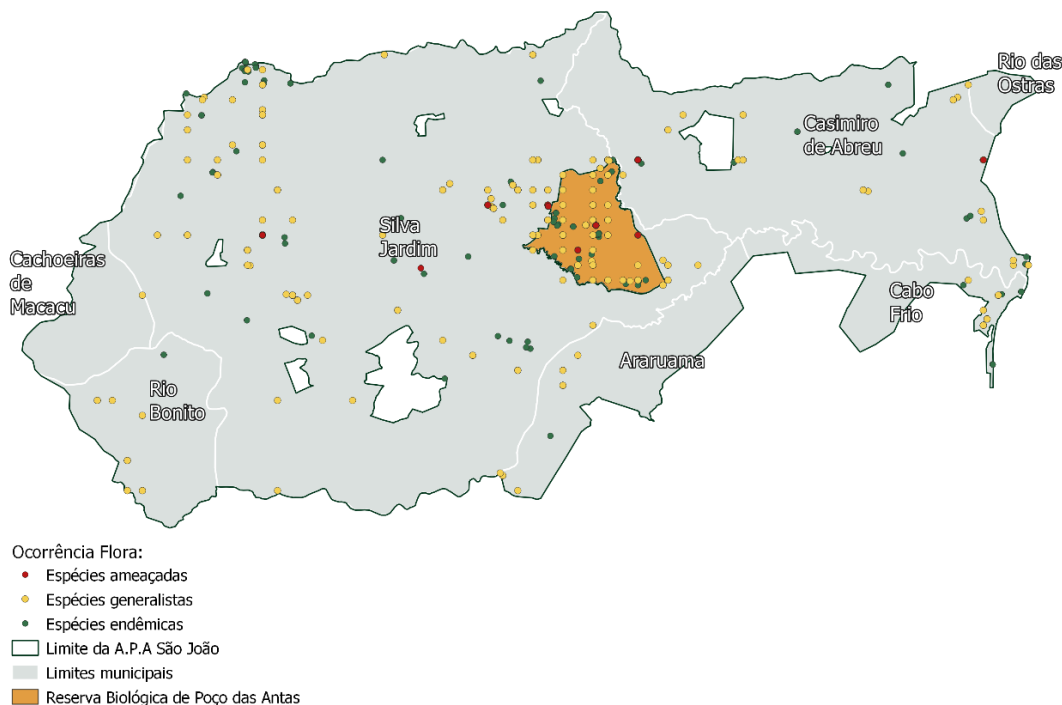 Rio das
Ostras
Casimiro
de Abreu
Silva
Jardim
Cachoeiras
de
Macacu
Cabo
Frio
Araruama
Rio
Bonito
Ocorrência Flora:
Espécies ameaçadas
Espécies generalistas
Espécies endêmicas
Limite da A.P.A São João
Limites municipais
Reserva Biológica de Poço das Antas